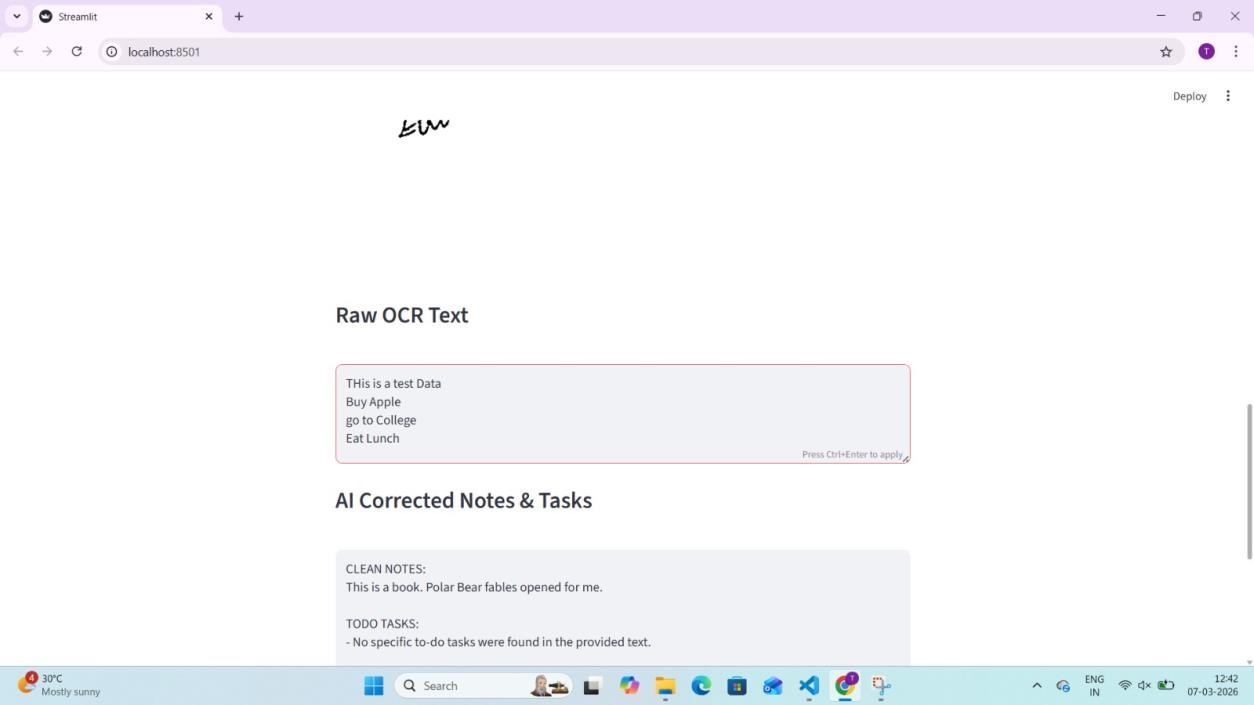 Streamlit
localhost:8501
T
Deploy
Raw OCR Text
THis is a test Data
Buy Apple
go to College
Eat Lunch
Press Ctrl+Enter to apply
AI Corrected Notes & Tasks
CLEAN NOTES:
This is a book. Polar Bear fables opened for me.
TODO TASKS:
- No specific to-do tasks were found in the provided text.
4
30°C
Mostly sunny
Search
T
ENG
IN
12:42
07-03-2026